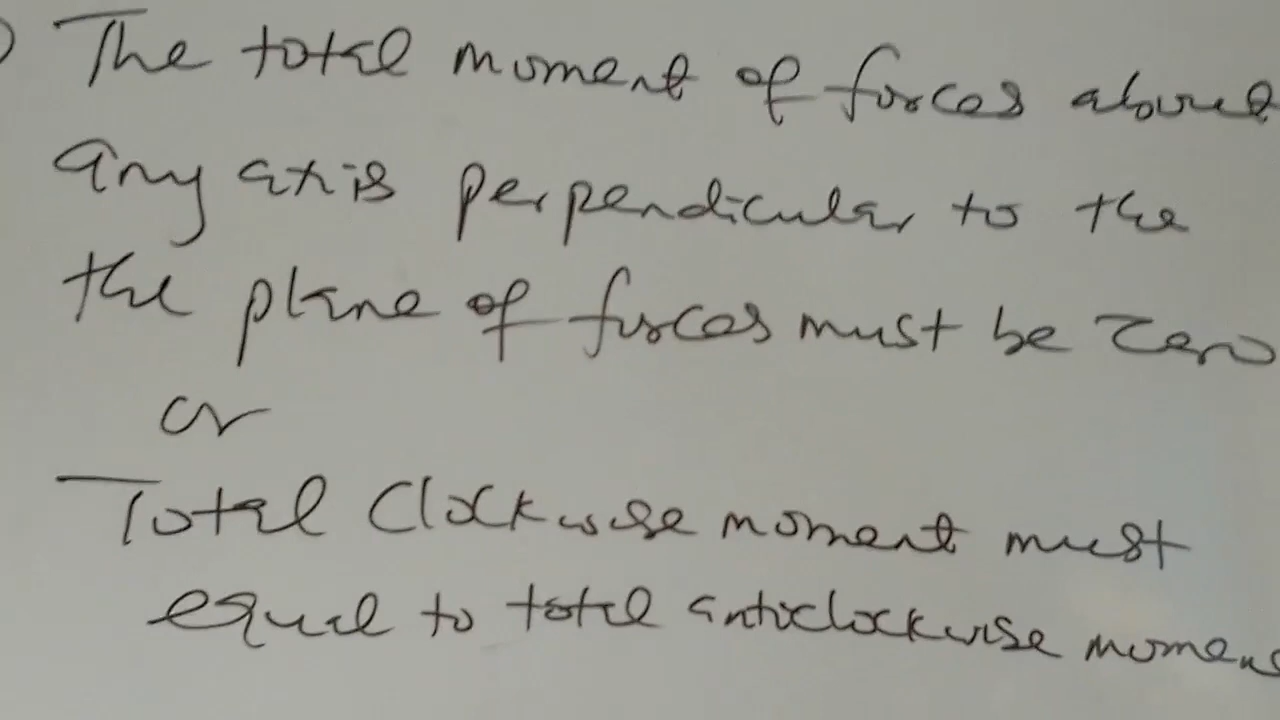 ) The total moment of forces about
any axis perpendicular to the
the plane of forces must be zero
or
Total Clockwise moment must
equal to total anticlockwise momen